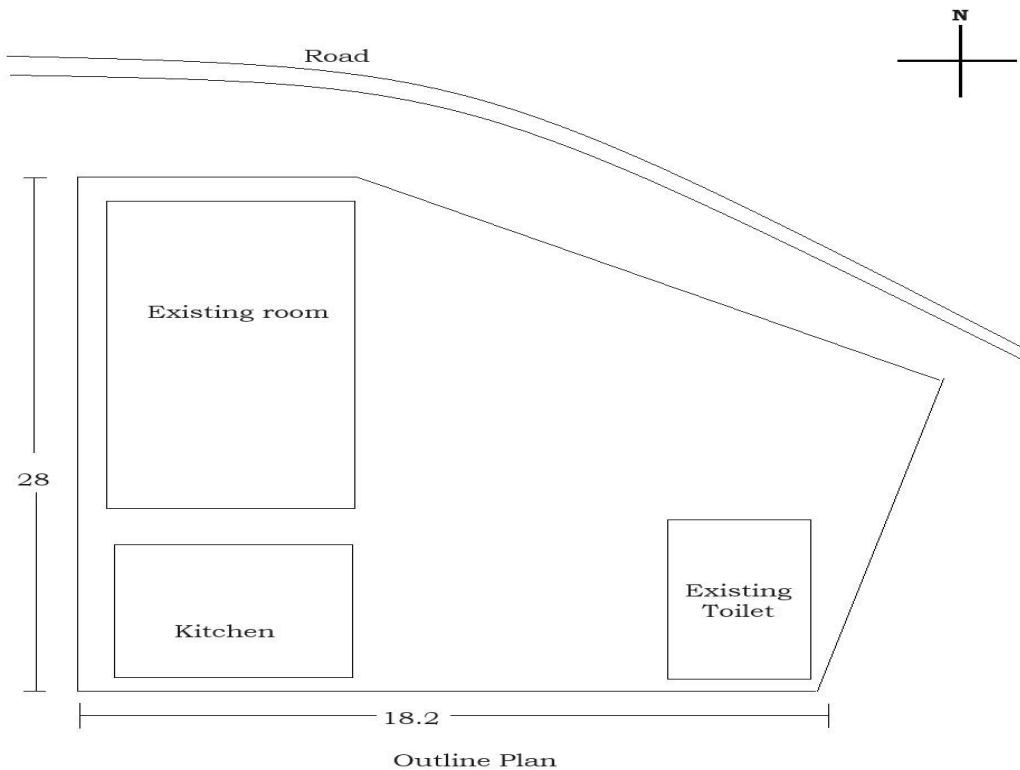 N
Road
Existing room
28
Existing
Toilet
Kitchen
18.2
Outline Plan